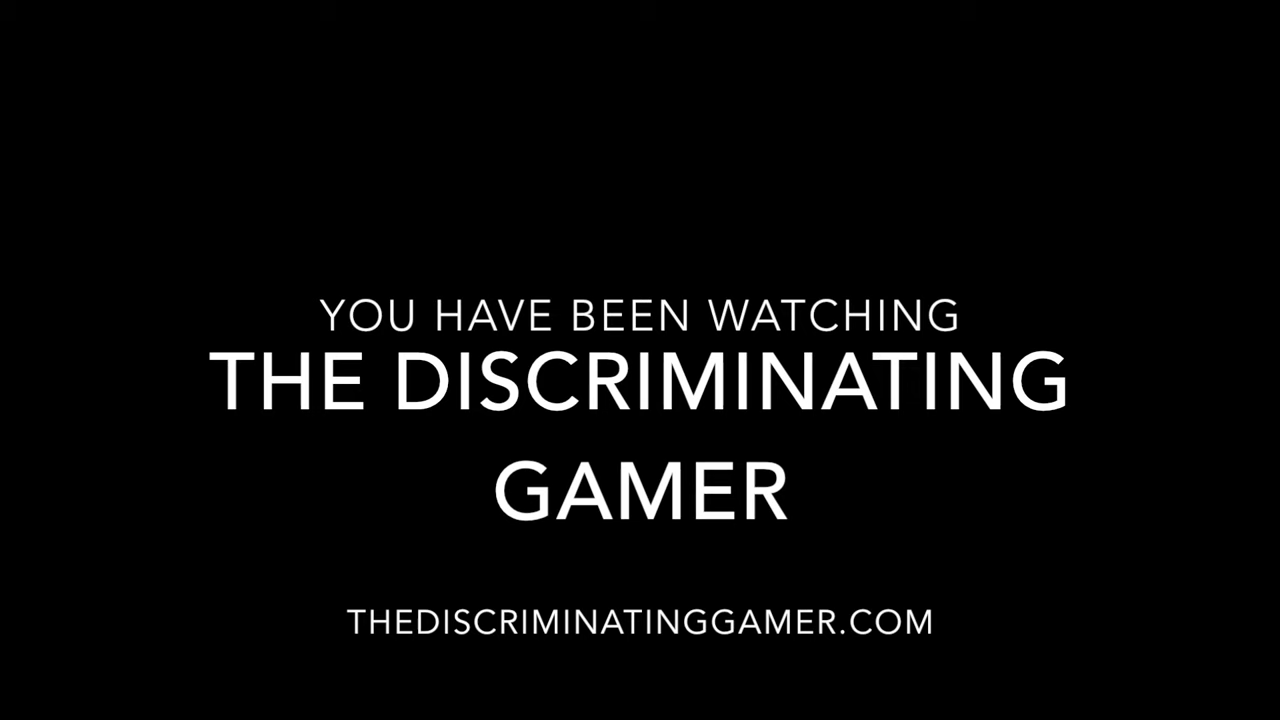 YOU HAVE BEEN WATCHING
THE DISCRIMINATING
GAMER
THEDISCRIMINATINGGAMER.COM